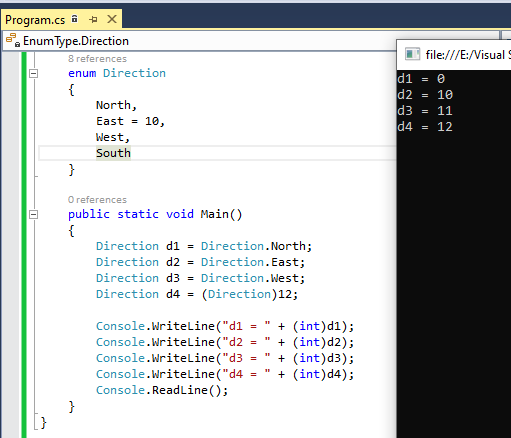 Program.cs
EnumType.Direction
8 references
enum Direction
{
North,
East = 10,
West,
South
}
0 references
public static void Main()
{
Direction d1 = Direction.North;
Direction d2 = Direction.East;
Direction d3 = Direction.West;
Direction d4 = (Direction)12;
Console.WriteLine("d1 = " + (int)d1);
Console.WriteLine("d2 = " + (int)d2);
Console.WriteLine("d3 = " + (int)d3);
Console.WriteLine("d4 = " + (int)d4);
Console.ReadLine();
}
}
file:///E:/Visual S
d1 = 0
d2 = 10
d3 = 11
d4 = 12